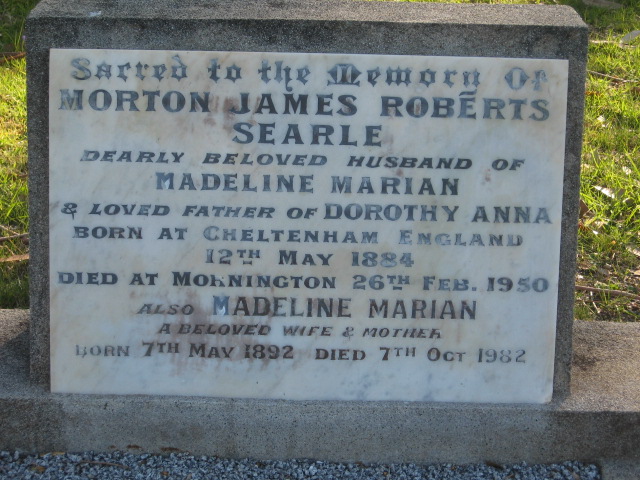 Sacred to the Memory Of
MORTON JAMES ROBERTS
SEARLE
DEARLY BELOVED HUSBAND OF
MADELINE MARIAN
& LOVED FATHER OF DOROTHY ANNA
BORN AT CHELTENHAM ENGLAND
12TH MAY 1884
DIED AT MORNINGTON 26TH FEB. 1950
ALSO MADELINE MARIAN
A BELOVED WIFE & MOTHER
BORN 7TH MAY 1892 DIED 7TH OCT 1982